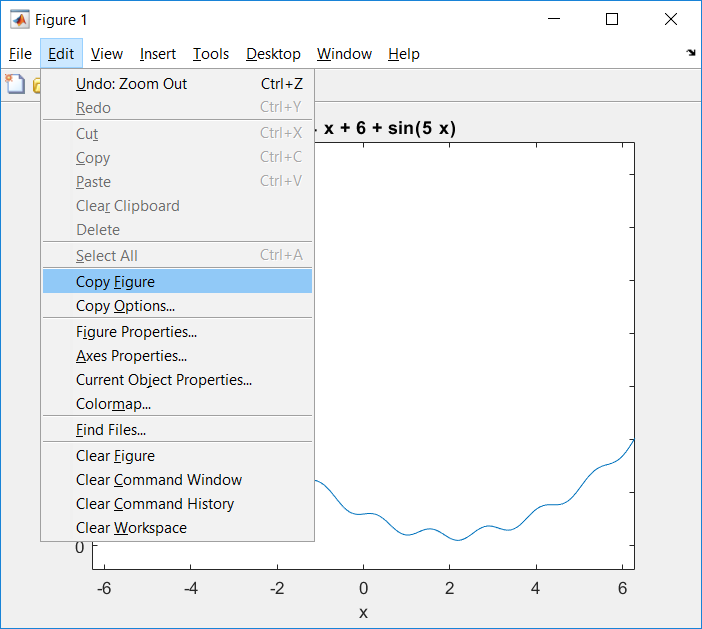 Figure 1
File Edit View Insert Tools Desktop Window Help
Undo: Zoom Out Ctrl+Z
Redo Ctrl+Y
Cut Ctrl+X
Copy Ctrl+C
Paste Ctrl+V
Clear Clipboard
Delete
Select All Ctrl+A
Copy Figure
Copy Options...
Figure Properties...
Axes Properties...
Current Object Properties...
Colormap...
Find Files...
Clear Figure
Clear Command Window
Clear Command History
Clear Workspace
x + 6 + sin(5 x)
0
-6 -4 -2 0 2 4 6
x